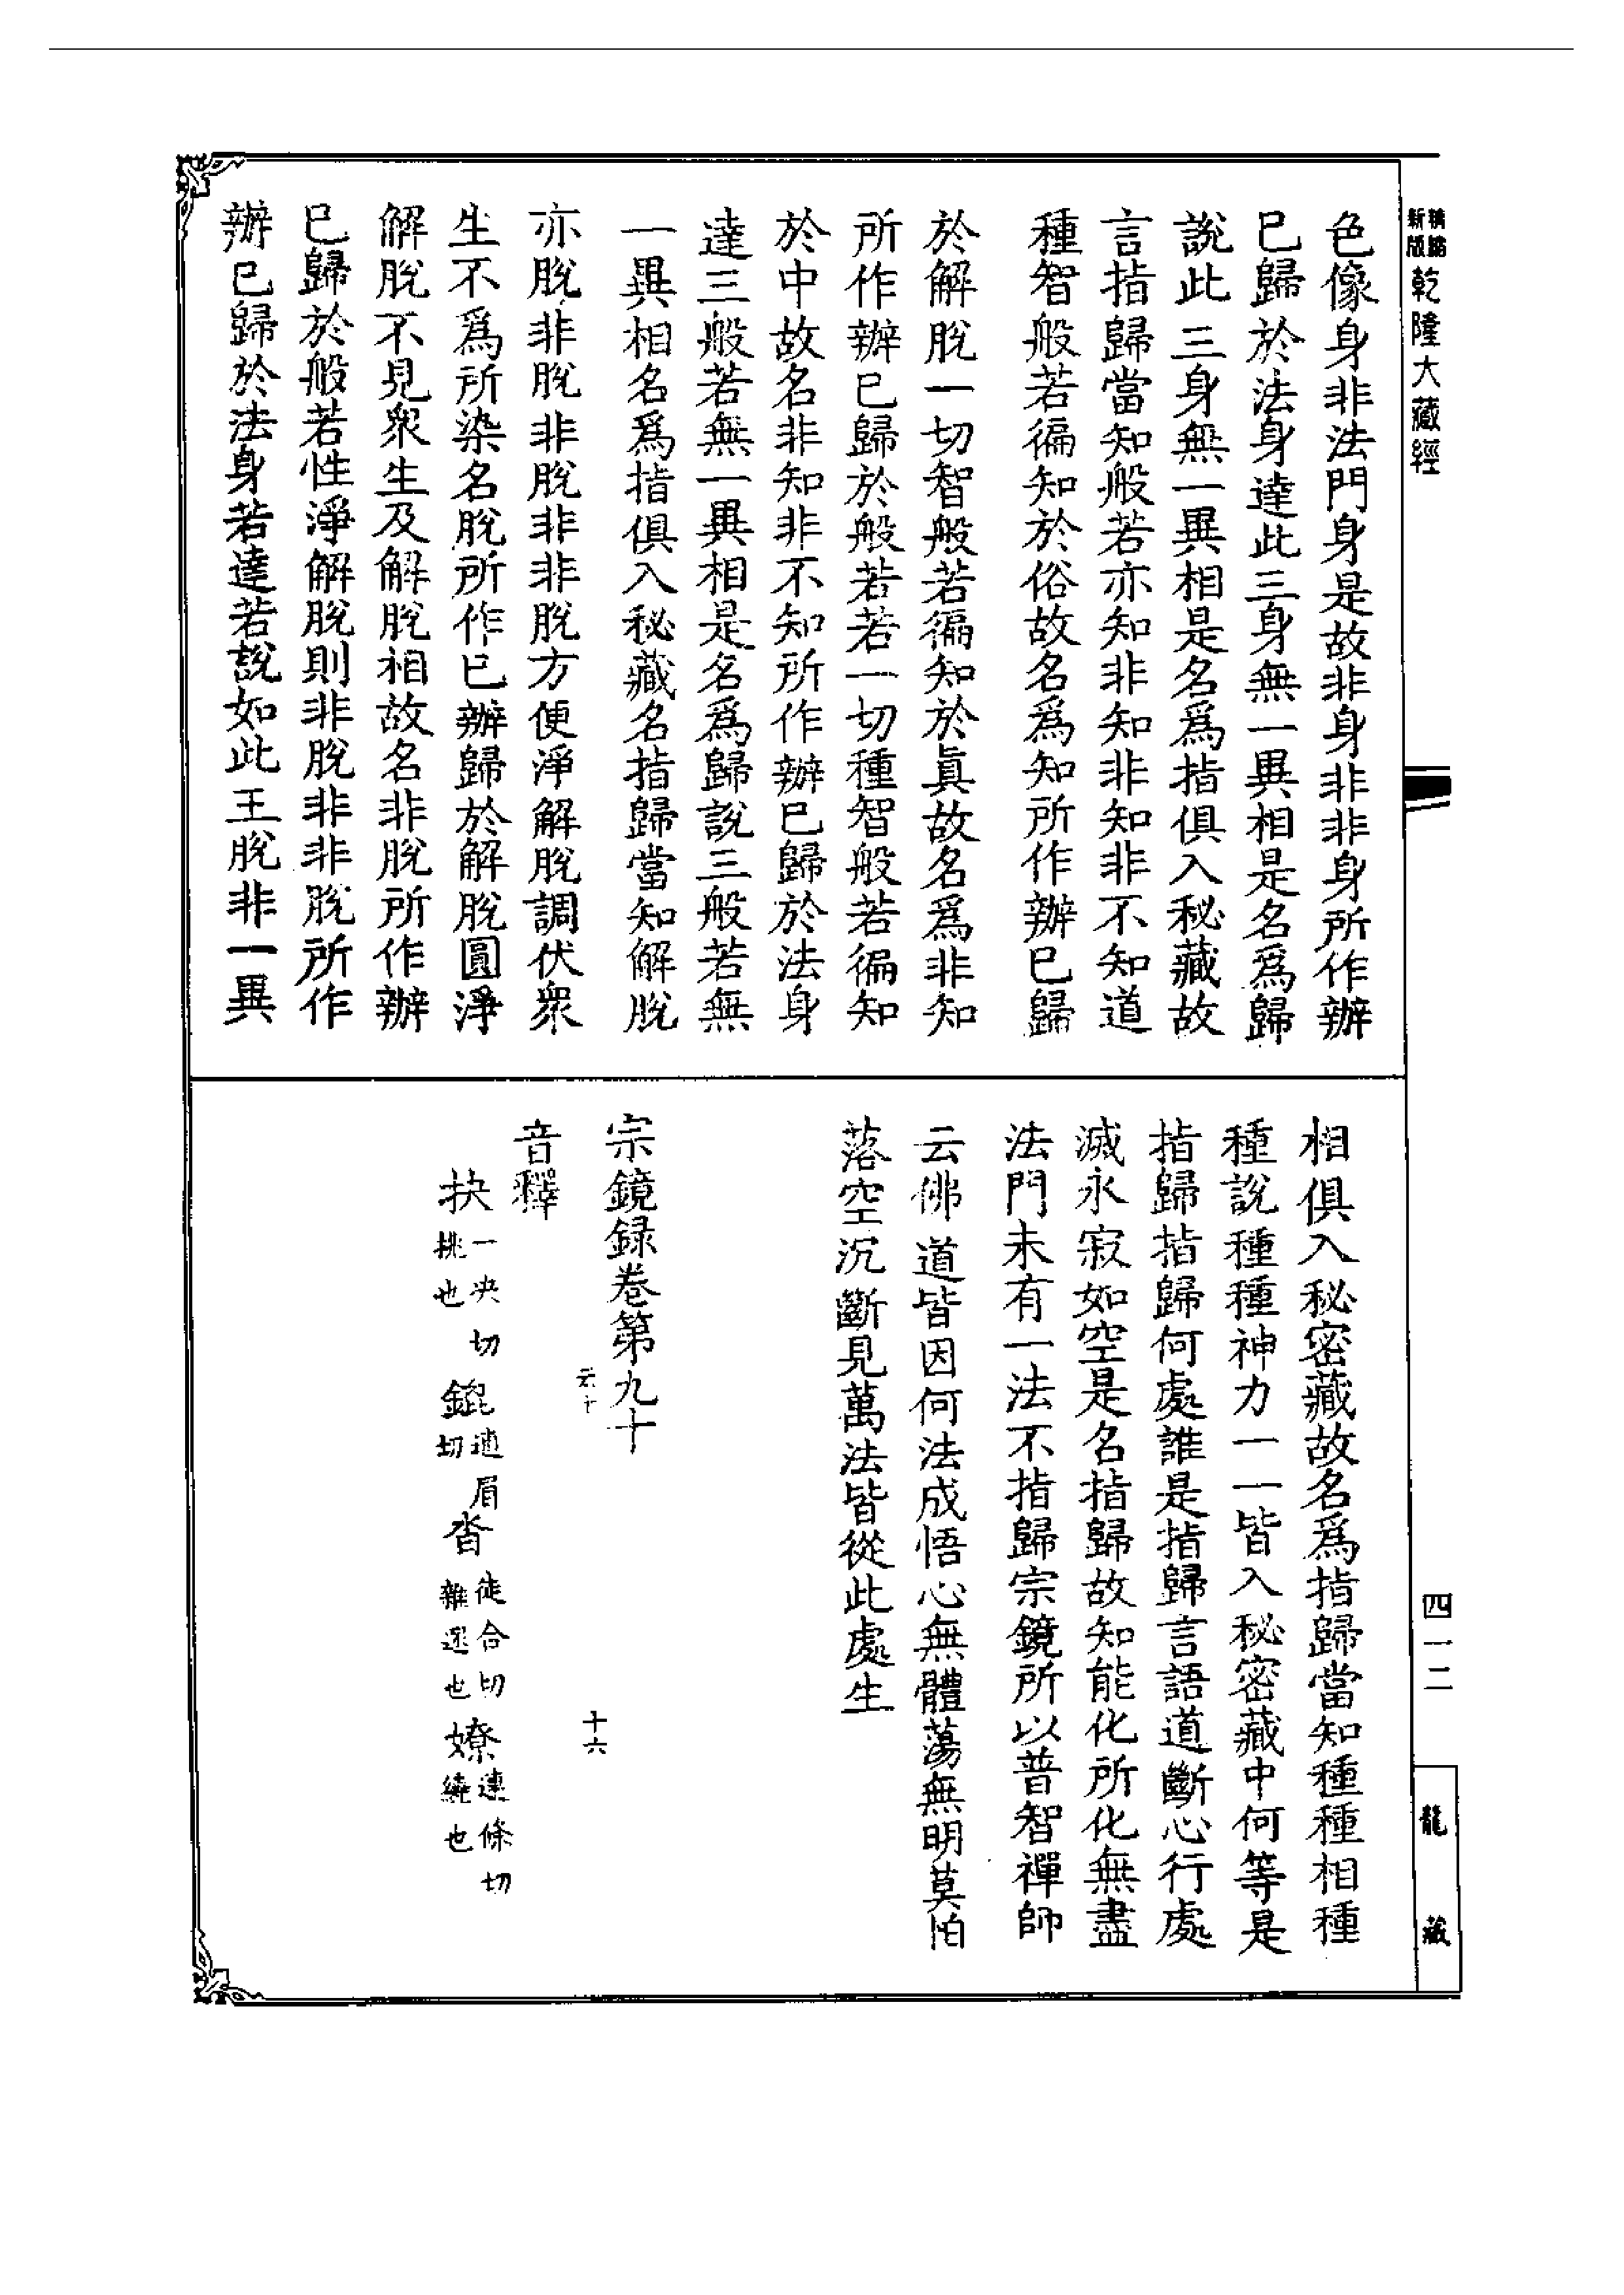 新版精編乾隆大藏經
色像身非法門身是故非身非非身所作辦
已歸於法身達此三身無一異相是名為歸
說此三身無一異相是名為指俱入秘藏故
言指歸當知般若亦知非知非知非不知道
種智般若徧知於俗故名為知所作辦已歸
於解脫一切智般若徧知於真故名為非知
所作辦已歸於般若若一切種智般若徧知
於中故名非知非不知所作辦已歸於法身
達三般若無一異相是名為歸說三般若無
一異相名為指俱入秘藏名指歸當知解脫
亦脫非脫非脫非非脫方便淨解脫調伏眾
生不為所染名脫所作已辦歸於解脫圓淨
解脫不見眾生及解脫相故名非脫所作辦
已歸於般若性淨解脫則非脫非非脫所作
辦已歸於法身若達若說如此王脫非一異
四一二
龍藏
相俱入秘密藏故名為指歸當知種種相種
種說種種神力一一皆入秘密藏中何等是
指歸指歸何處誰是指歸言語道斷心行處
滅永寂如空是名指歸故知能化所化無盡
法門未有一法不指歸宗鏡所以普智禪師
云佛道皆因何法成悟心無體蕩無明莫怕
落空沉斷見萬法皆從此處生
宗鏡錄卷第九十
云十 十六
音釋
抉一央切挑也 錕逋眉切 沓徒合切雜遝也 嫽連條切繞也